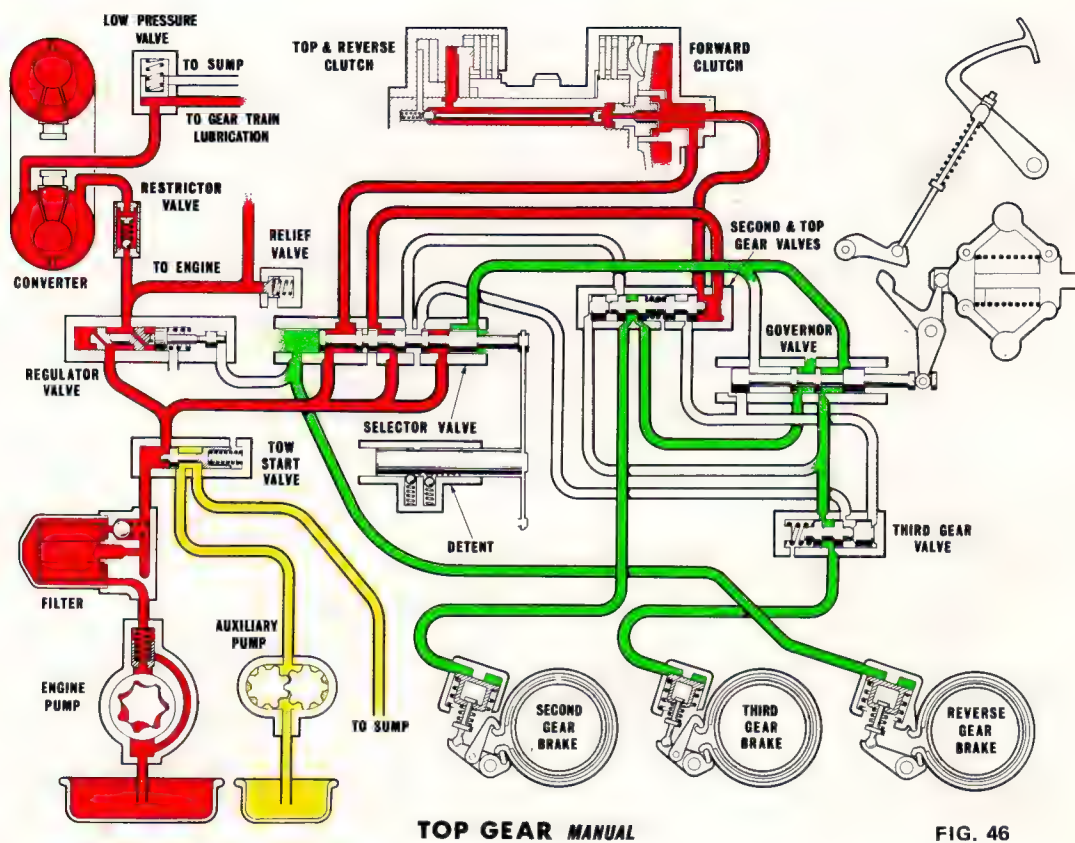 LOW PRESSURE
VALVE
TO SUMP
TO GEAR TRAIN
LUBRICATION
TOP & REVERSE
CLUTCH
FORWARD
CLUTCH
RESTRICTOR
VALVE
CONVERTER
TO ENGINE
RELIEF
VALVE
SECOND & TOP
GEAR VALVES
REGULATOR
VALVE
GOVERNOR
VALVE
SELECTOR VALVE
TOW
START
VALVE
DETENT
THIRD GEAR
VALVE
FILTER
AUXILIARY
PUMP
ENGINE
PUMP
TO SUMP
SECOND
GEAR
BRAKE
THIRD
GEAR
BRAKE
REVERSE
GEAR
BRAKE
TOP GEAR MANUAL
FIG. 46